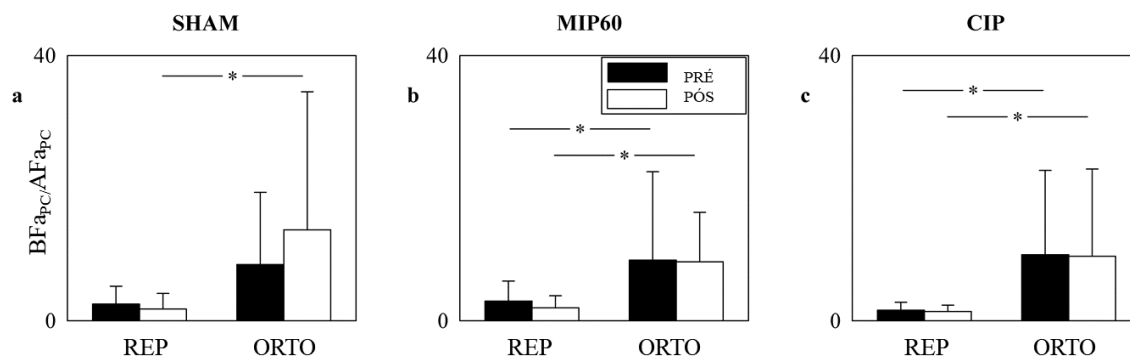 SHAM
MIP60
CIP
a
b
c
40
40
40
PRÉ
PÓS
*
*
*
*
*
BFaPC/AFaPC
0
0
0
REP
ORTO
REP
ORTO
REP
ORTO